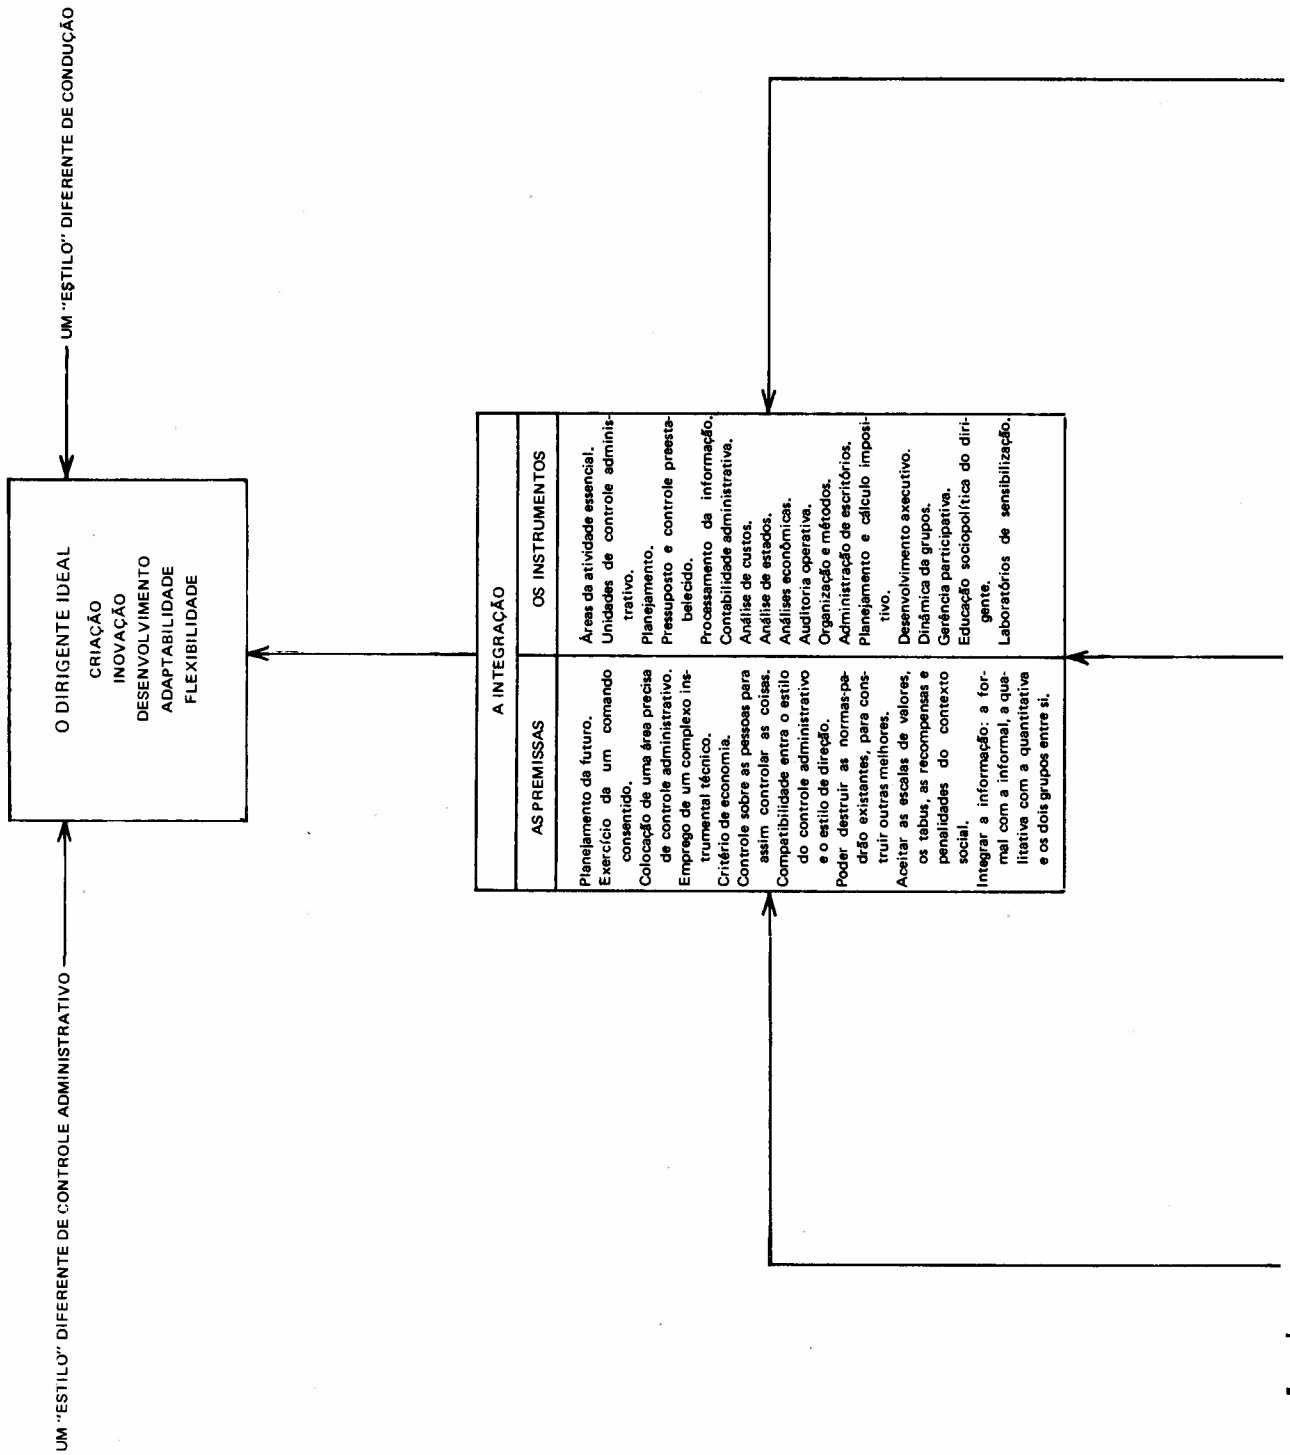 UM "ESTILO" DIFERENTE DE CONTROLE ADMINISTRATIVO
UM "ESTILO" DIFERENTE DE CONDUÇÃO
O DIRIGENTE IDEAL
CRIAÇÃO
INOVAÇÃO
DESENVOLVIMENTO
ADAPTABILIDADE
FLEXIBILIDADE
A INTEGRAÇÃO
AS PREMISSAS
Planejamento da futuro.
Exercício da um comando
consentido.
Colocação de uma área precisa
de controle administrativo.
Emprego de um complexo ins-
trumental técnico.
Critério de economia.
Controle sobre as pessoas para
assim controlar as coisas.
Compatibilidade entra o estilo
do controle administrativo
e o estilo de direção.
Poder destruir as normas-pa-
drão existantes, para cons-
truir outras melhores.
Aceitar as escalas de valores,
os tabus, as recompensas e
penalidades do contexto
social.
Integrar a informação: a for-
mal com a informal, a qua-
litativa com a quantitativa
e os dois grupos entre si.
OS INSTRUMENTOS
Áreas da atividade essencial.
Unidades de controle adminis-
trativo.
Planejamento.
Pressuposto e controle preesta-
belecido.
Processamento da informação.
Contabilidade administrativa.
Análise de custos.
Análise de estados.
Análises econômicas.
Auditoria operativa.
Organização e métodos.
Administração de escritórios.
Planejamento e cálculo imposi-
tivo.
Desenvolvimento axecutivo.
Dinâmica da grupos.
Gerência participativa.
Educação sociopolítica do diri-
gente.
Laboratórios de sensibilização.